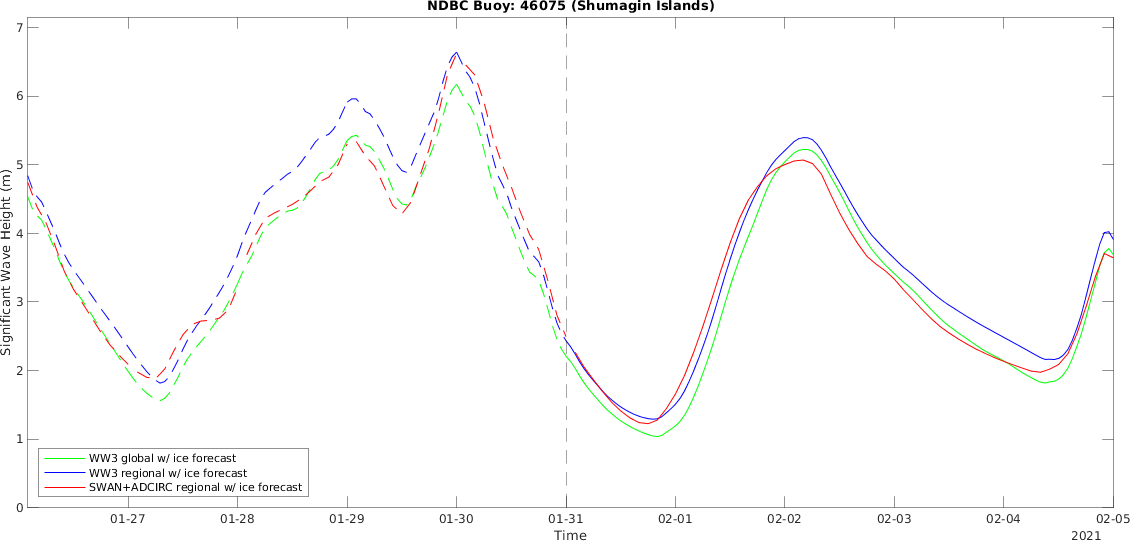 NDBC Buoy: 46075 (Shumagin Islands)
7
6
5
4
3
2
1
0
Significant Wave Height (m)
WW3 global w/ ice forecast
WW3 regional w/ ice forecast
SWAN+ADCIRC regional w/ ice forecast
01-27 01-28 01-29 01-30 01-31 02-01 02-02 02-03 02-04 02-05
Time
2021